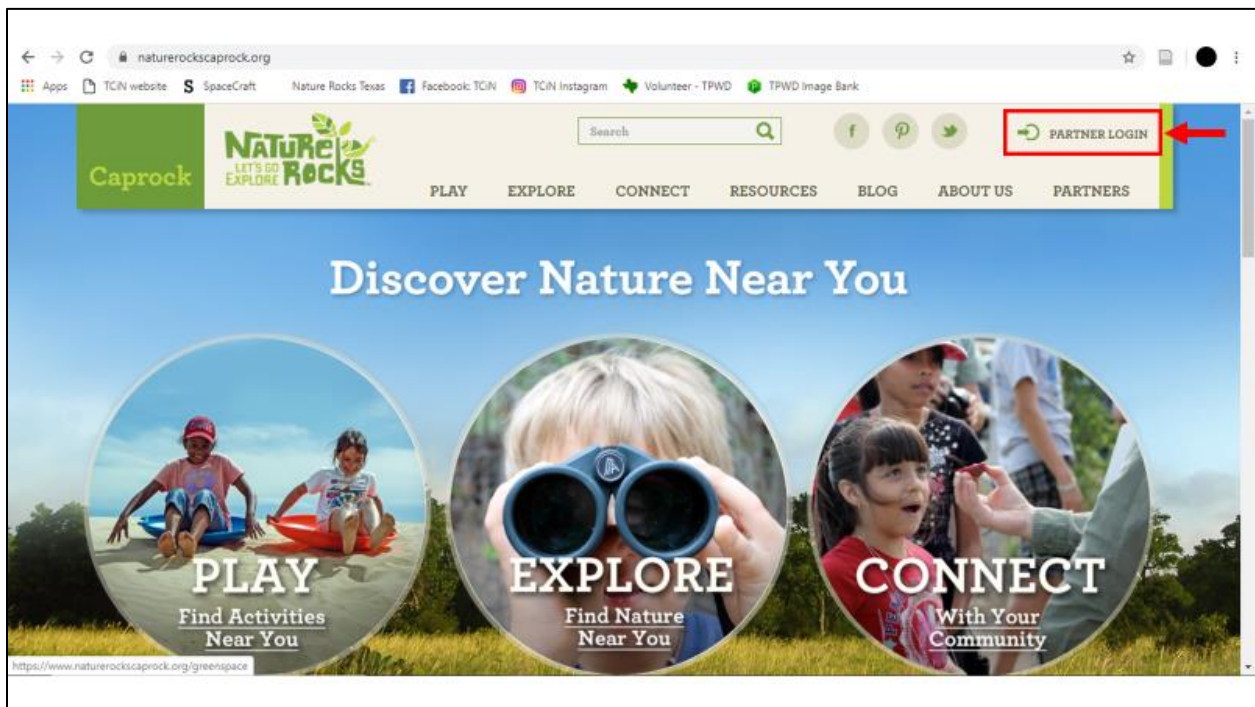 naturerockscaprock.org
Apps TCiN website SpaceCraft Nature Rocks Texas Facebook: TCiN TCiN Instagram Volunteer - TPWD TPWD Image Bank
Caprock
NATURE ROCKS
LET'S GO EXPLORE
Search
PARTNER LOGIN
PLAY EXPLORE CONNECT RESOURCES BLOG ABOUT US PARTNERS
Discover Nature Near You
PLAY
Find Activities
Near You
EXPLORE
Find Nature
Near You
CONNECT
With Your
Community
https://www.naturerockscaprock.org/greenspace